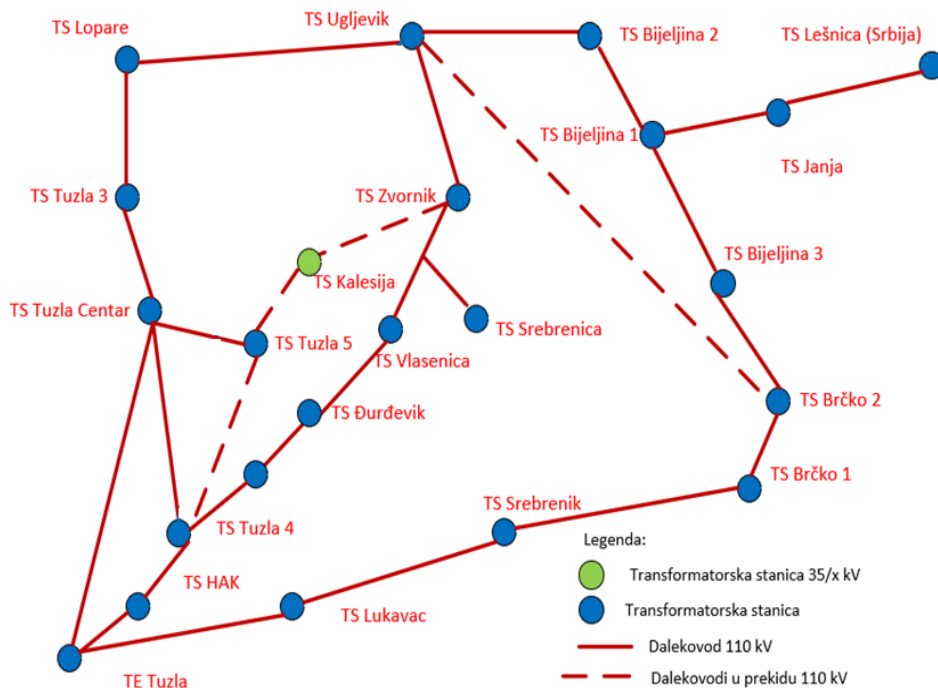 TS Ugljevik
TS Lopare
TS Bijeljina 2
TS Lešnica (Srbija)
TS Bijeljina 1
TS Janja
TS Tuzla 3
TS Zvornik
TS Bijeljina 3
TS Kalesija
TS Tuzla Centar
TS Srebrenica
TS Tuzla 5
TS Vlasenica
TS Brčko 2
TS Đurđevik
TS Brčko 1
TS Srebrenik
TS Tuzla 4
Legenda:
Transformatorska stanica 35/x kV
TS HAK
TS Lukavac
Transformatorska stanica
Dalekovod 110 kV
TE Tuzla
Dalekovodi u prekidu 110 kV